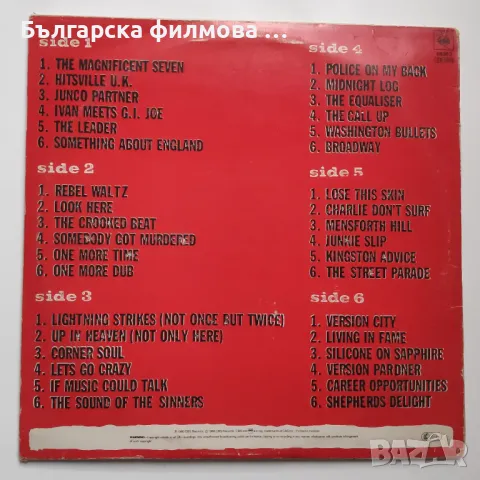 Българска филмова ...
side 1
1. THE MAGNIFICENT SEVEN
2. HITSVILLE U.K.
3. JUNCO PARTNER
4. IVAN MEETS G.I. JOE
5. THE LEADER
6. SOMETHING ABOUT ENGLAND
side 2
1. REBEL WALTZ
2. LOOK HERE
3. THE CROOKED BEAT
4. SOMEBODY GOT MURDERED
5. ONE MORE TIME
6. ONE MORE DUB
side 3
1. LIGHTNING STRIKES (NOT ONCE BUT TWICE)
2. UP IN HEAVEN (NOT ONLY HERE)
3. CORNER SOUL
4. LETS GO CRAZY
5. IF MUSIC COULD TALK
6. THE SOUND OF THE SINNERS
side 4
1. POLICE ON MY BACK
2. MIDNIGHT LOG
3. THE EQUALISER
4. THE CALL UP
5. WASHINGTON BULLETS
6. BROADWAY
side 5
1. LOSE THIS SKIN
2. CHARLIE DON'T SURF
3. MENSFORTH HILL
4. JUNKIE SLIP
5. KINGSTON ADVICE
6. THE STREET PARADE
side 6
1. VERSION CITY
2. LIVING IN FAME
3. SILICONE ON SAPPHIRE
4. VERSION PARDNER
5. CAREER OPPORTUNITIES
6. SHEPHERDS DELIGHT
BAZAR